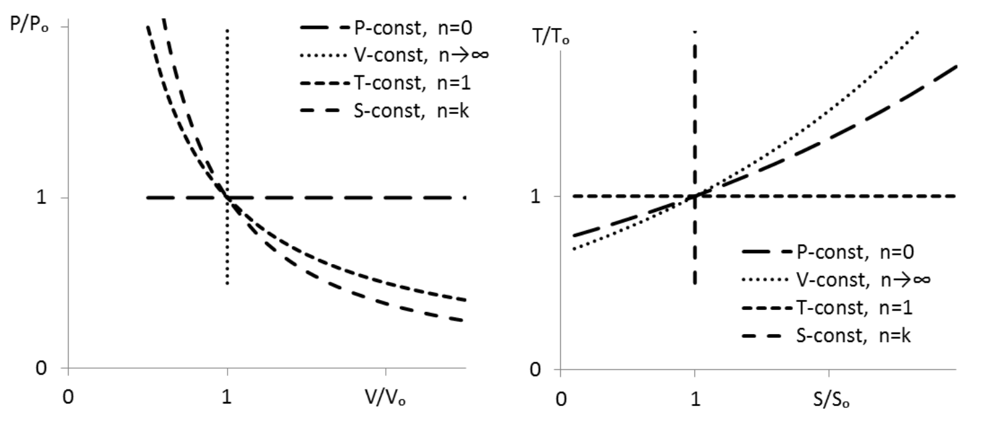 P/Pₒ
P-const, n=0
V-const, n→∞
T-const, n=1
S-const, n=k
1
0
0
1
V/Vₒ
T/Tₒ
1
P-const, n=0
V-const, n→∞
T-const, n=1
S-const, n=k
0
0
1
S/Sₒ